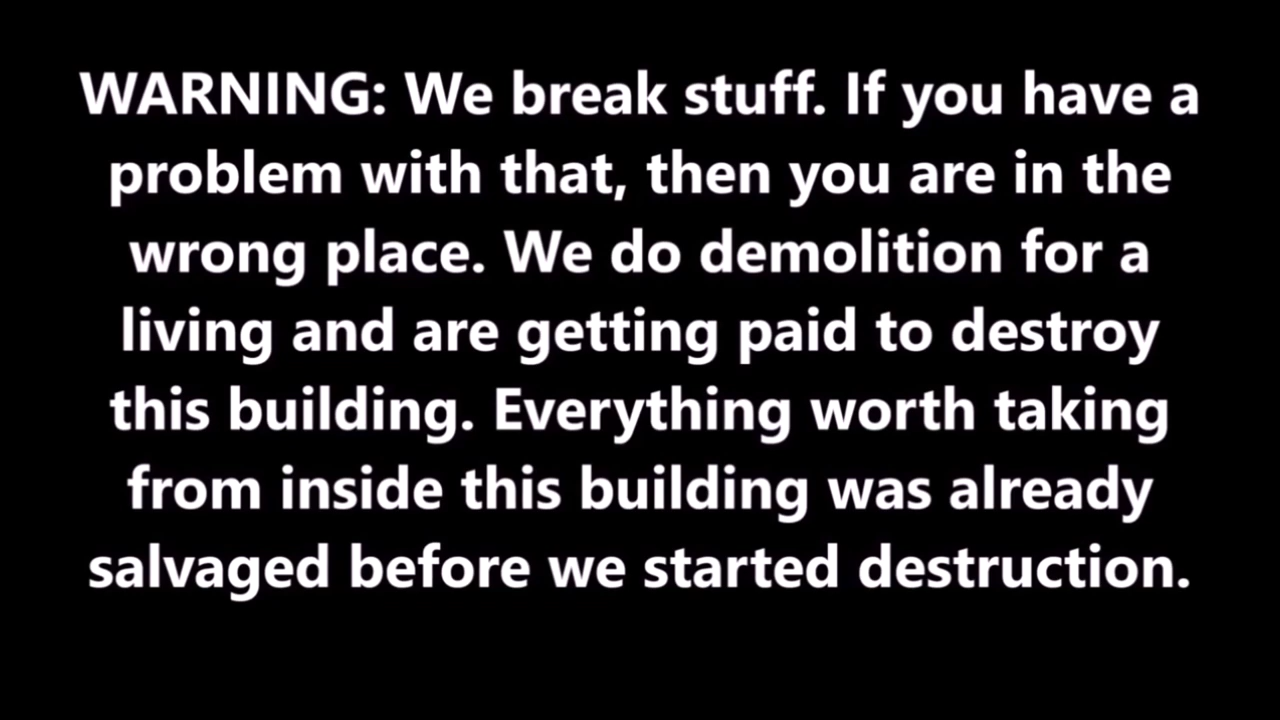 WARNING: We break stuff. If you have a
problem with that, then you are in the
wrong place. We do demolition for a
living and are getting paid to destroy
this building. Everything worth taking
from inside this building was already
salvaged before we started destruction.